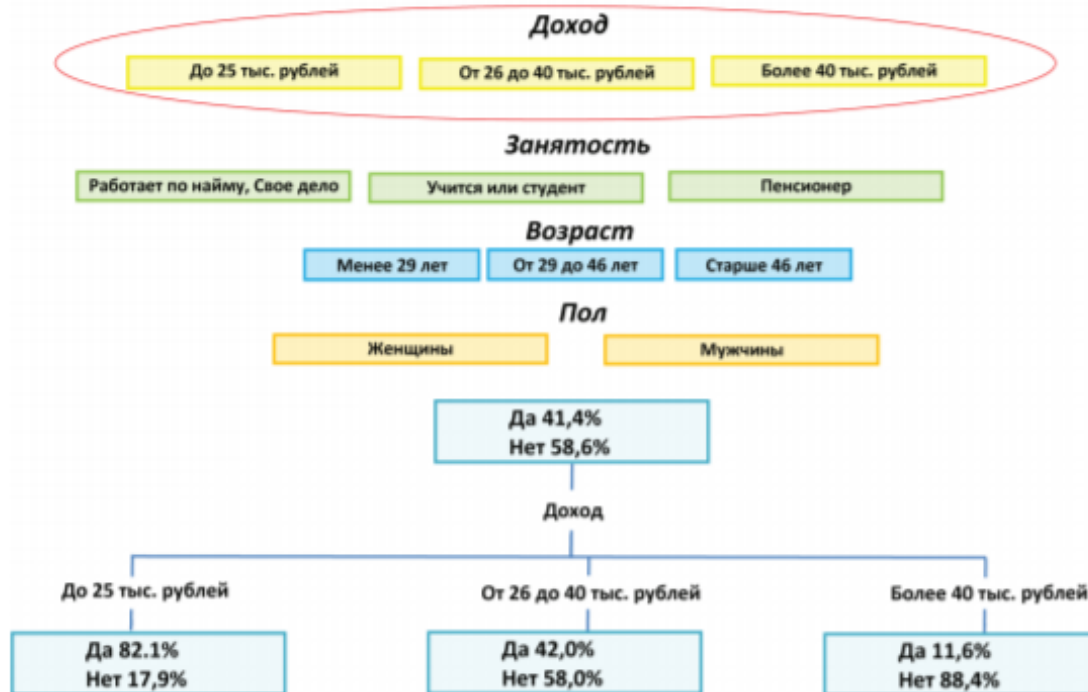 Доход
До 25 тыс. рублей От 26 до 40 тыс. рублей Более 40 тыс. рублей
Занятость
Работает по найму, Свое дело Учится или студент Пенсионер
Возраст
Менее 29 лет От 29 до 46 лет Старше 46 лет
Пол
Женщины Мужчины
Да 41,4%
Нет 58,6%
Доход
До 25 тыс. рублей От 26 до 40 тыс. рублей Более 40 тыс. рублей
Да 82.1% Да 42,0% Да 11,6%
Нет 17,9% Нет 58,0% Нет 88,4%